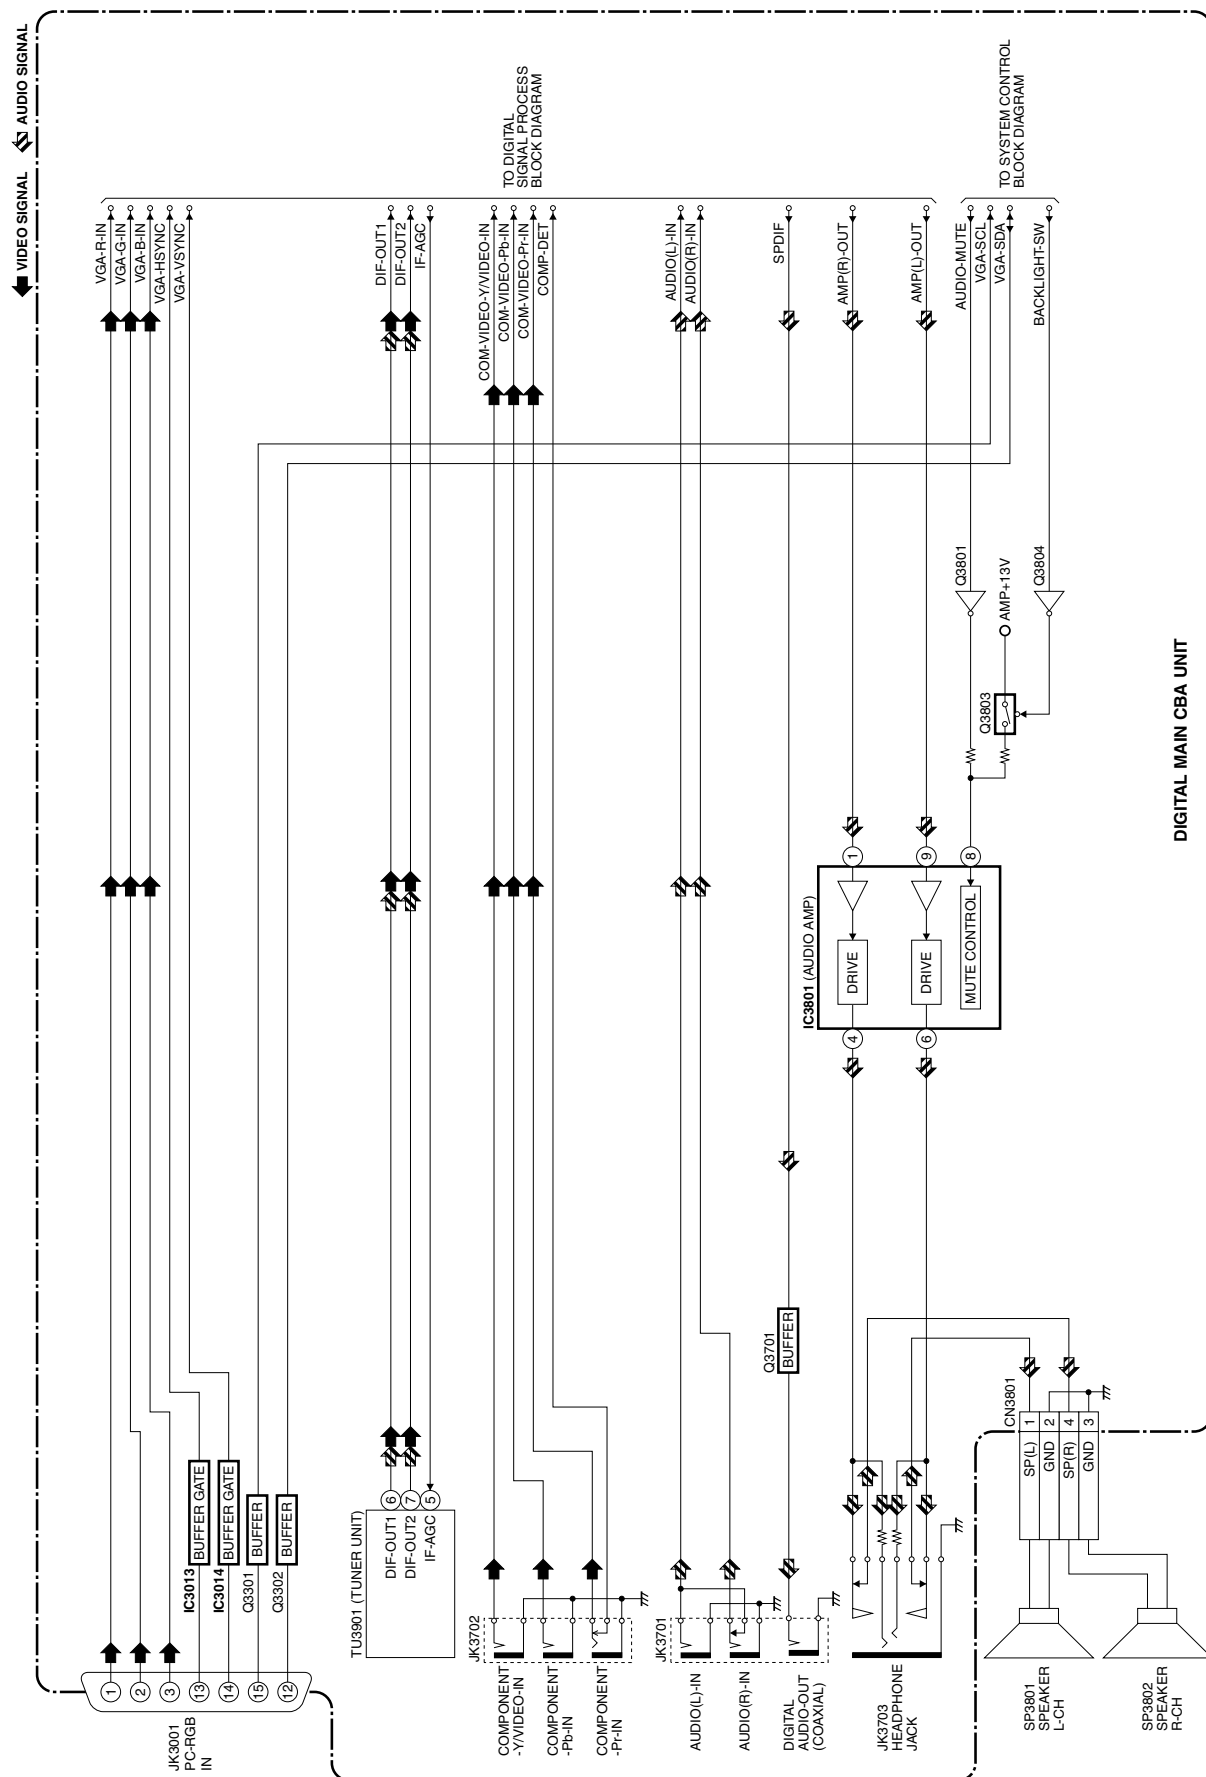 VIDEO SIGNAL
AUDIO SIGNAL
JK3001
PC-RGB
IN
1
2
3
13
14
15
12
IC3013
BUFFER GATE
IC3014
BUFFER GATE
Q3301
BUFFER
Q3302
BUFFER
VGA-R-IN
VGA-G-IN
VGA-B-IN
VGA-HSYNC
VGA-VSYNC
TU3901 (TUNER UNIT)
DIF-OUT1
6
DIF-OUT2
7
IF-AGC
5
DIF-OUT1
DIF-OUT2
IF-AGC
COMPONENT
-Y/VIDEO-IN
COMPONENT
-Pb-IN
COMPONENT
-Pr-IN
JK3702
COM-VIDEO-Y/VIDEO-IN
COM-VIDEO-Pb-IN
COM-VIDEO-Pr-IN
COMP-DET
TO DIGITAL
SIGNAL PROCESS
BLOCK DIAGRAM
AUDIO(L)-IN
AUDIO(R)-IN
DIGITAL
AUDIO-OUT
(COAXIAL)
JK3701
Q3701
BUFFER
AUDIO(L)-IN
AUDIO(R)-IN
SPDIF
JK3703
HEADPHONE
JACK
IC3801 (AUDIO AMP)
4
DRIVE
1
6
DRIVE
9
MUTE CONTROL
8
AMP(R)-OUT
AMP(L)-OUT
AUDIO-MUTE
VGA-SCL
VGA-SDA
BACKLIGHT-SW
TO SYSTEM CONTROL
BLOCK DIAGRAM
Q3801
AMP+13V
Q3803
Q3804
CN3801
SP(L)
1
GND
2
SP(R)
4
GND
3
SP3801
SPEAKER
L-CH
SP3802
SPEAKER
R-CH
DIGITAL MAIN CBA UNIT